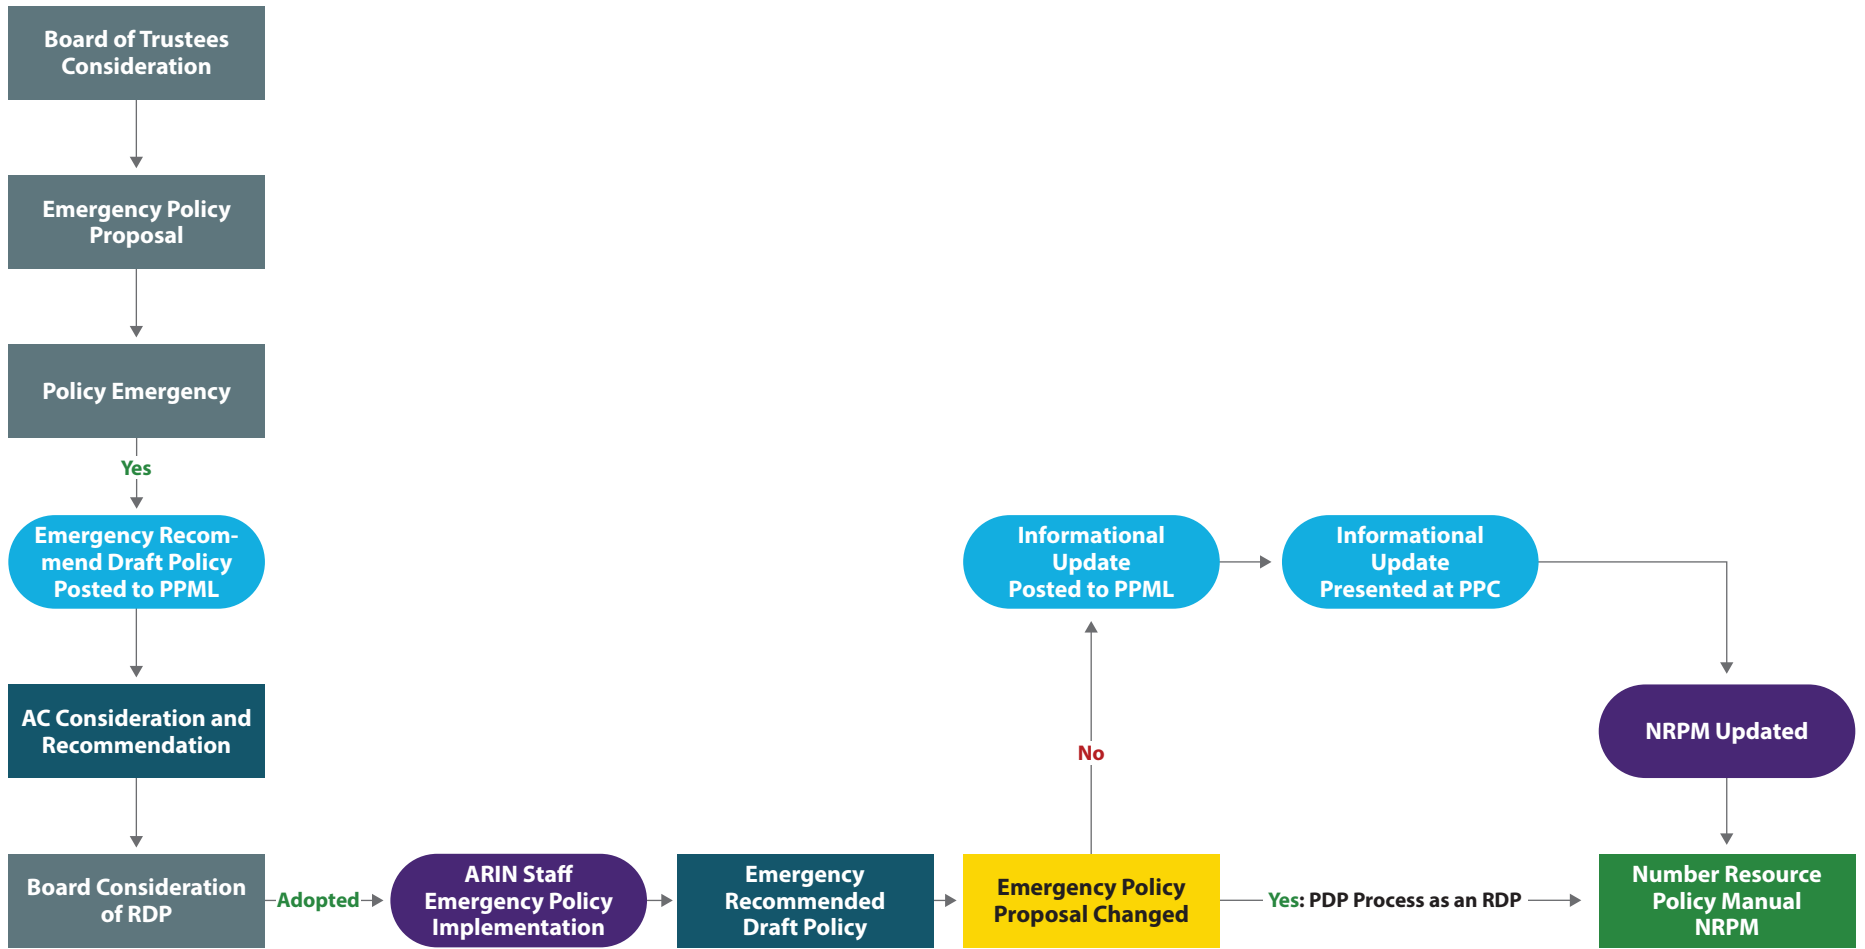 Board of Trustees
Consideration
Emergency Policy
Proposal
Policy Emergency
Yes
Emergency Recom-
mend Draft Policy
Posted to PPML
AC Consideration and
Recommendation
Board Consideration
of RDP
Adopted
ARIN Staff
Emergency Policy
Implementation
Emergency
Recommended
Draft Policy
Emergency Policy
Proposal Changed
No
Informational
Update
Posted to PPML
Informational
Update
Presented at PPC
NRPM Updated
Yes: PDP Process as an RDP
Number Resource
Policy Manual
NRPM